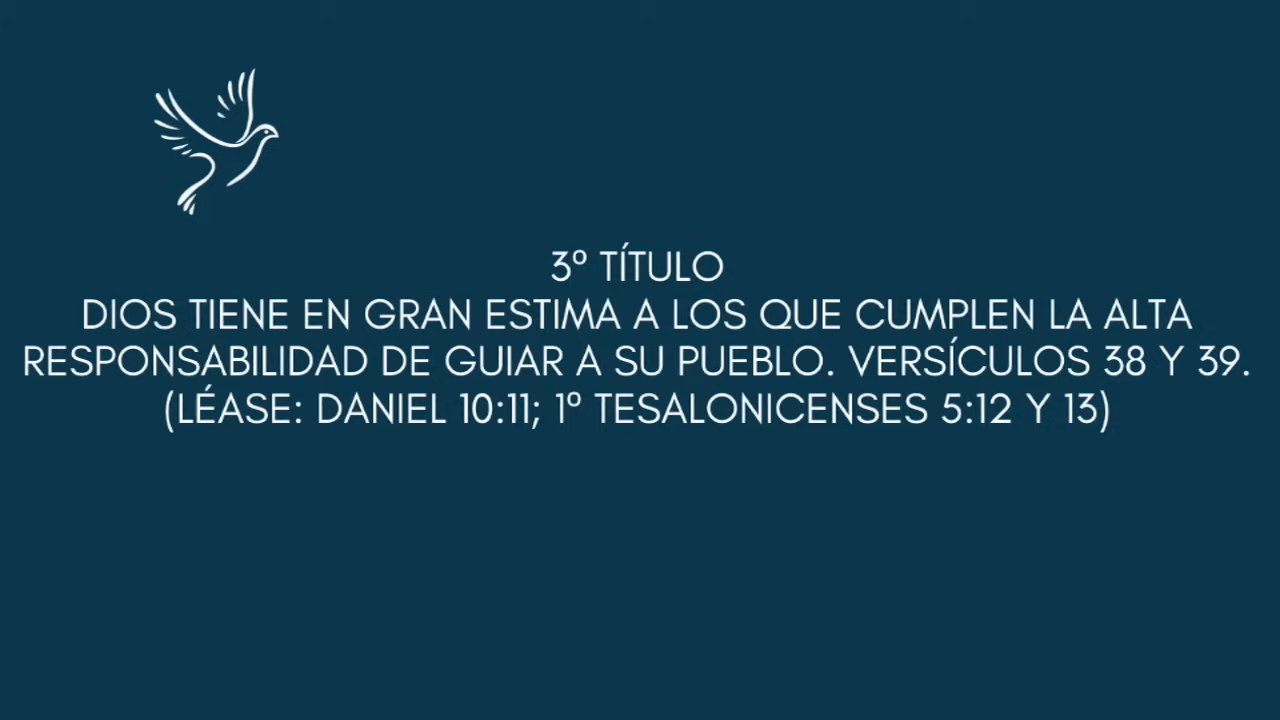 3º TÍTULO
DIOS TIENE EN GRAN ESTIMA A LOS QUE CUMPLEN LA ALTA
RESPONSABILIDAD DE GUIAR A SU PUEBLO. VERSÍCULOS 38 Y 39.
(LÉASE: DANIEL 10:11; 1º TESALONICENSES 5:12 Y 13)